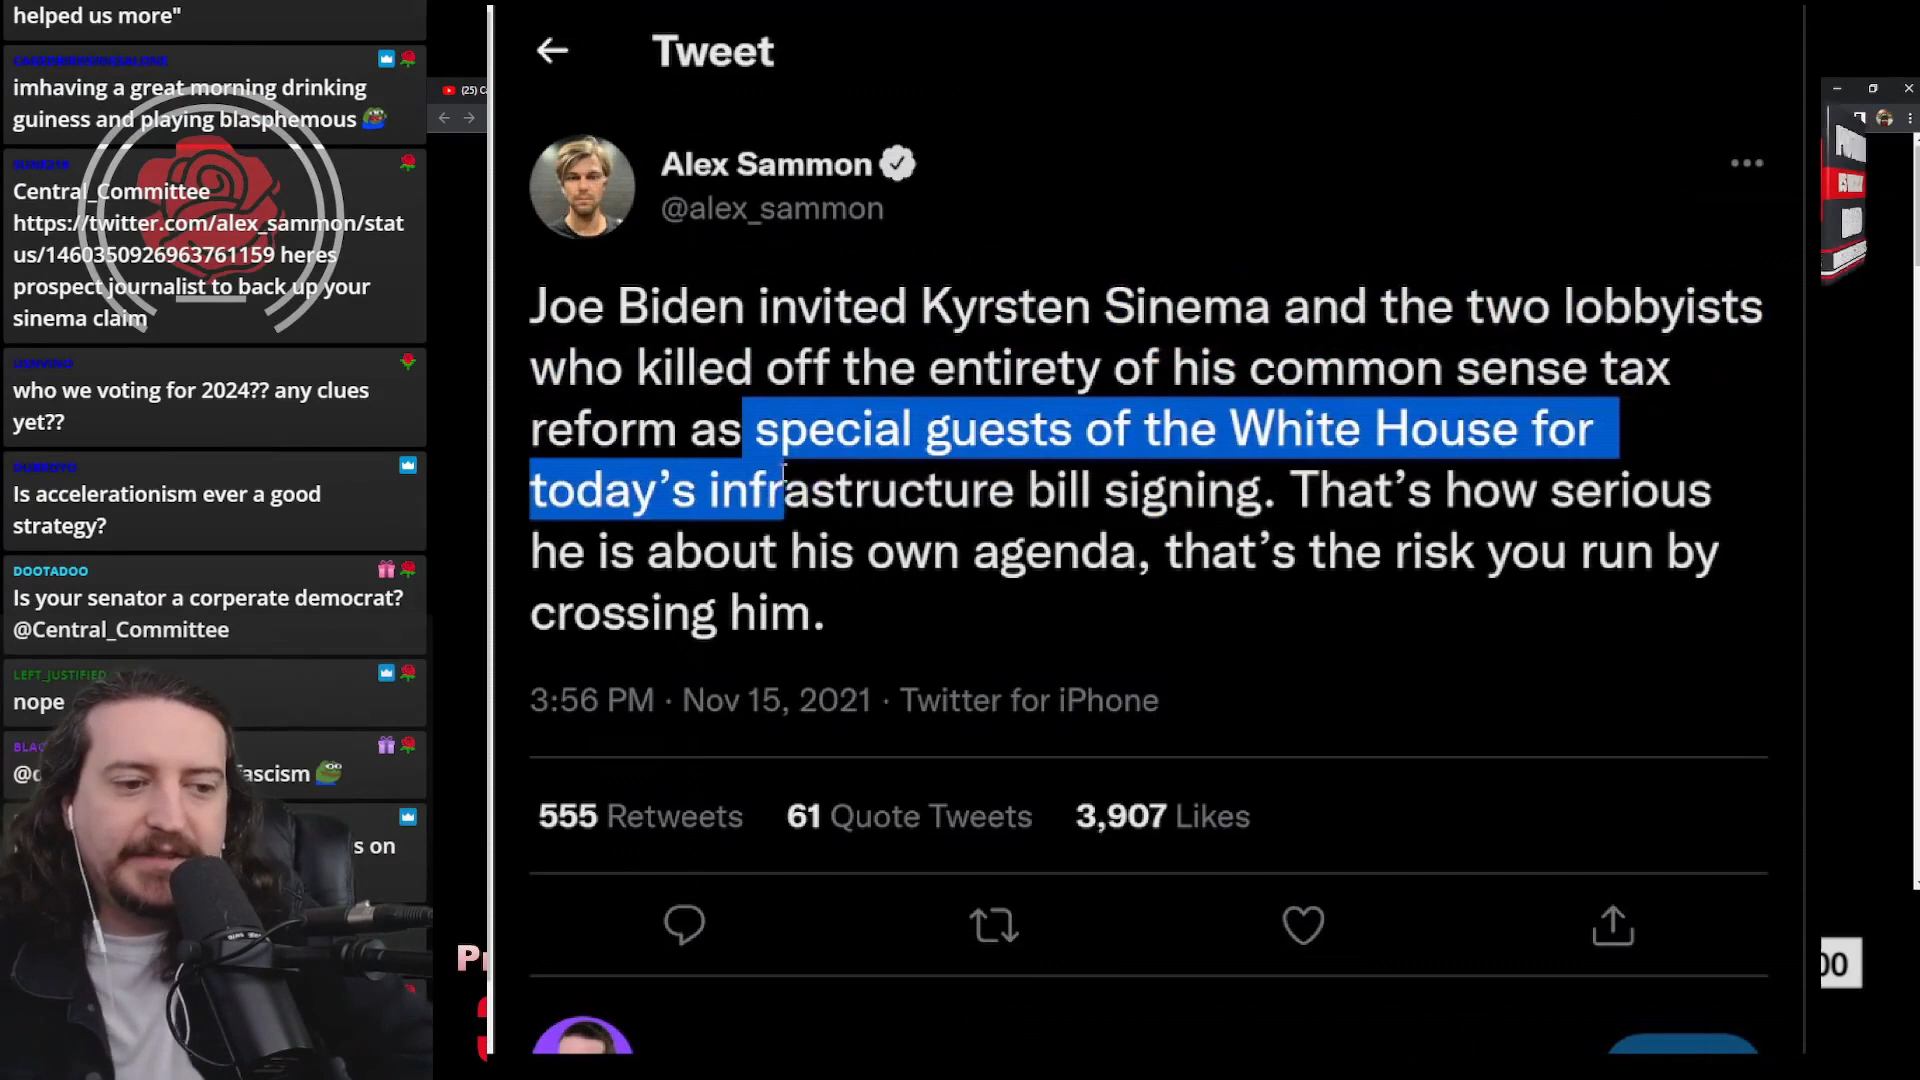 helped us more"
imhaving a great morning drinking
guiness and playing blasphemous
Central_Committee
https://twitter.com/alex_sammon/stat
us/1460350926963761159 heres
prospect journalist to back up your
sinema claim
who we voting for 2024?? any clues
yet??
Is accelerationism ever a good
strategy?
DOOTADOO
Is your senator a corperate democrat?
@Central_Committee
LEFT_JUSTIFIED
nope
ascism
s on
(25)
Tweet
Alex Sammon
@alex_sammon
Joe Biden invited Kyrsten Sinema and the two lobbyists
who killed off the entirety of his common sense tax
reform as special guests of the White House for
today’s infrastructure bill signing. That’s how serious
he is about his own agenda, that’s the risk you run by
crossing him.
3:56 PM · Nov 15, 2021 · Twitter for iPhone
555 Retweets 61 Quote Tweets 3,907 Likes
00